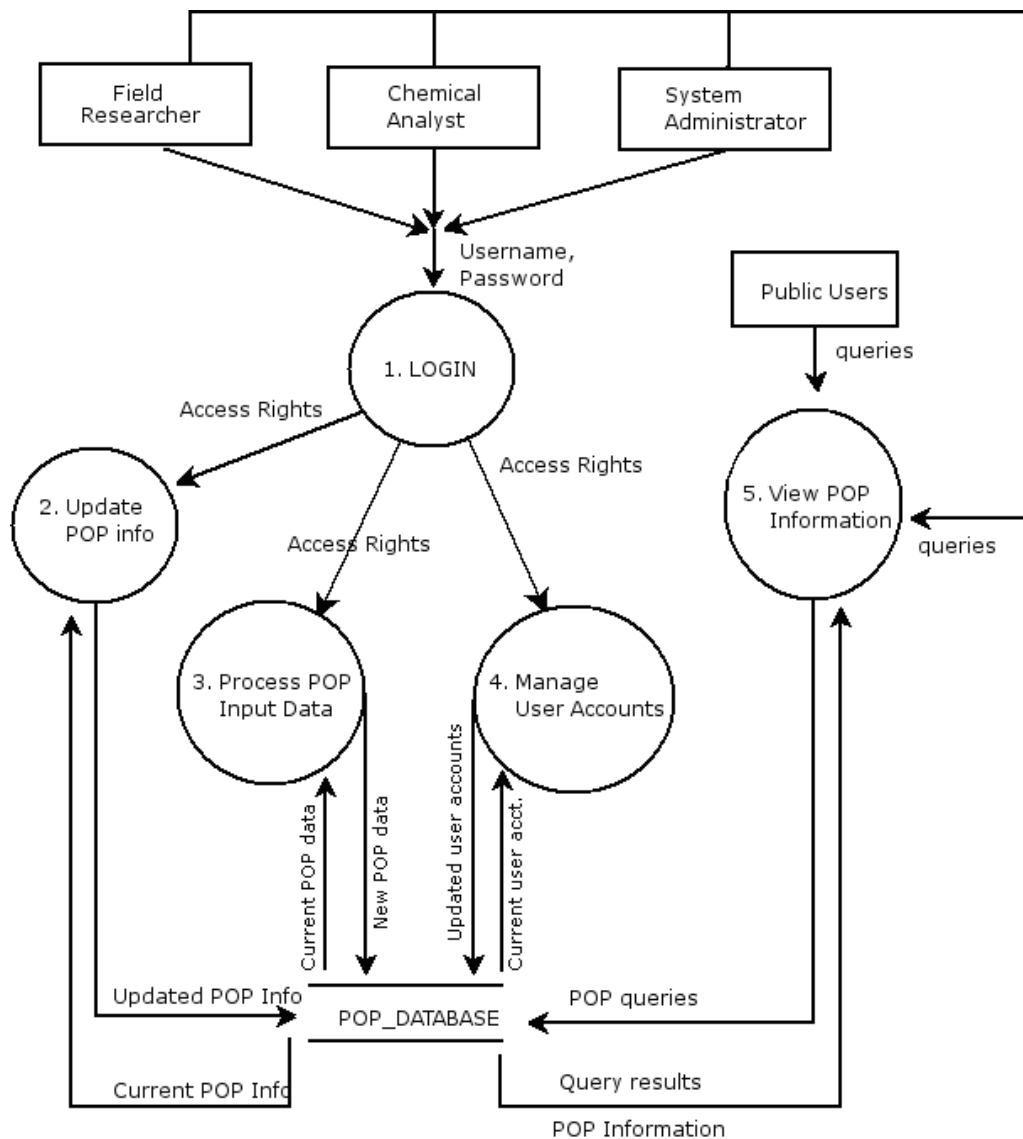 Field
Researcher
Chemical
Analyst
System
Administrator
Username,
Password
Public Users
queries
1. LOGIN
Access Rights
Access Rights
Access Rights
2. Update
POP info
5. View POP
Information
queries
3. Process POP
Input Data
4. Manage
User Accounts
Current POP data
New POP data
Updated user accounts
Current user acct.
Updated POP Info
POP_DATABASE
POP queries
Current POP Info
Query results
POP Information